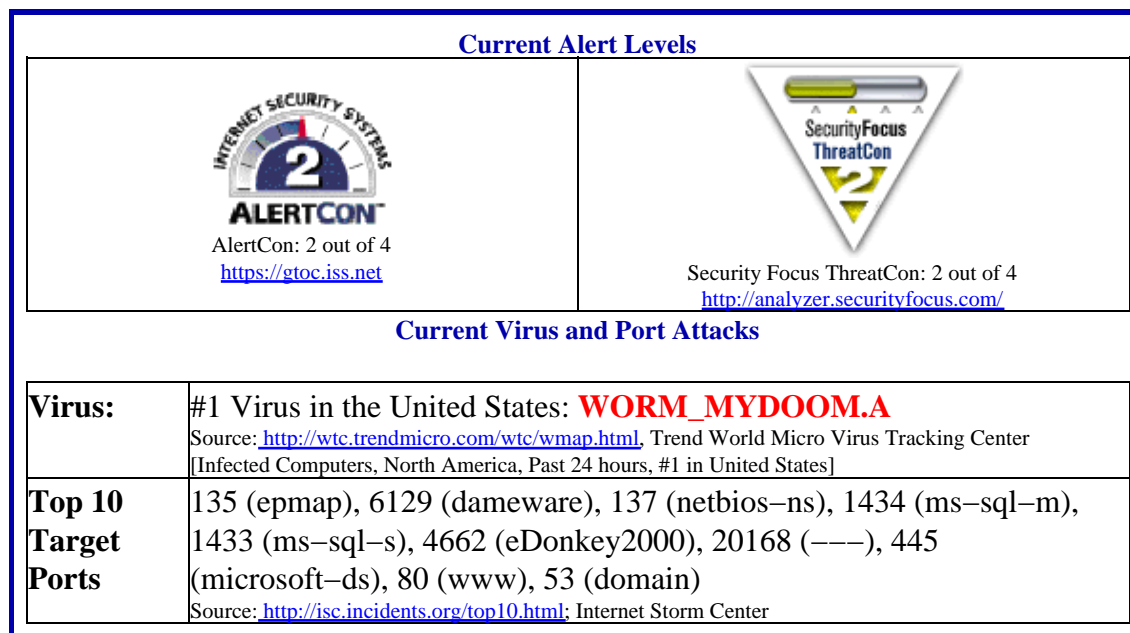 Current Alert Levels
INTERNET SECURITY SYSTEMS
2
ALERTCON™
AlertCon: 2 out of 4
https://gtoc.iss.net
SecurityFocus
ThreatCon
2
Security Focus ThreatCon: 2 out of 4
http://analyzer.securityfocus.com/
Current Virus and Port Attacks
Virus:
#1 Virus in the United States: WORM_MYDOOM.A
Source: http://wtc.trendmicro.com/wtc/wmap.html, Trend World Micro Virus Tracking Center
[Infected Computers, North America, Past 24 hours, #1 in United States]
Top 10
Target
Ports
135 (epmap), 6129 (dameware), 137 (netbios−ns), 1434 (ms−sql−m),
1433 (ms−sql−s), 4662 (eDonkey2000), 20168 (−−−), 445
(microsoft−ds), 80 (www), 53 (domain)
Source: http://isc.incidents.org/top10.html; Internet Storm Center